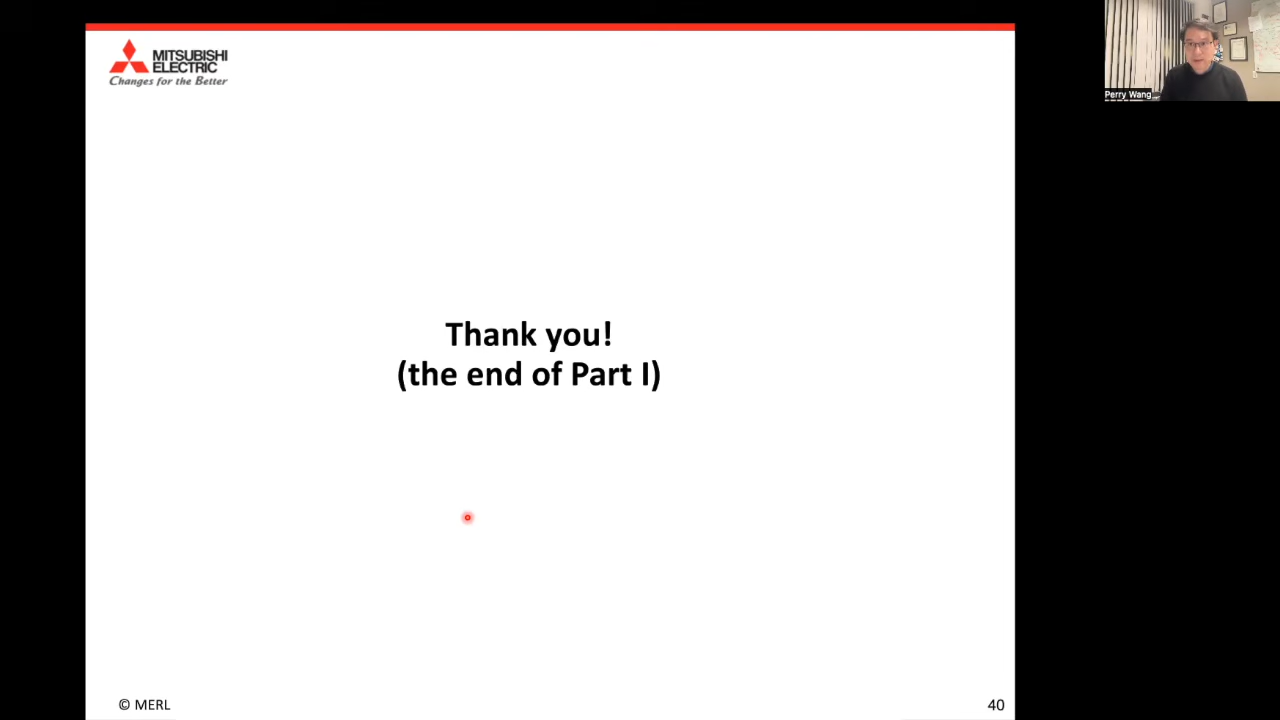 MITSUBISHI
ELECTRIC
Changes for the Better
Perry Wang
Thank you!
(the end of Part I)
© MERL
40